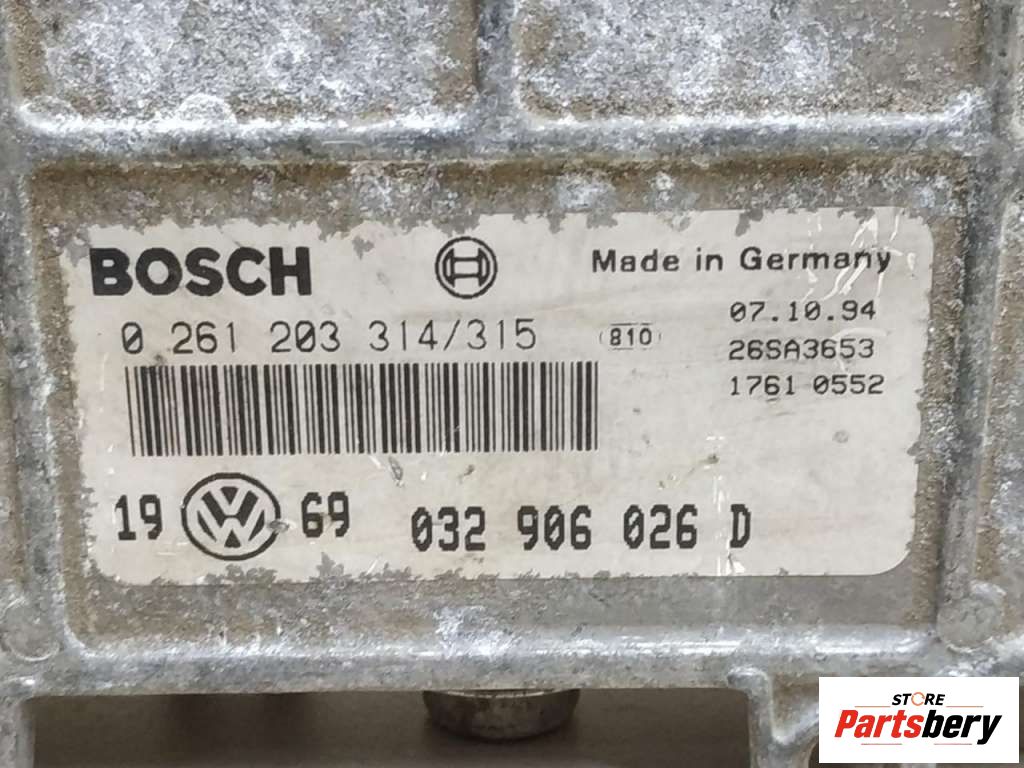 BOSCH
Made in Germany
0 261 203 314/315
810
07.10.94
26SA3653
1761 0552
19 VW 69 032 906 026 D
STORE
Partsbery